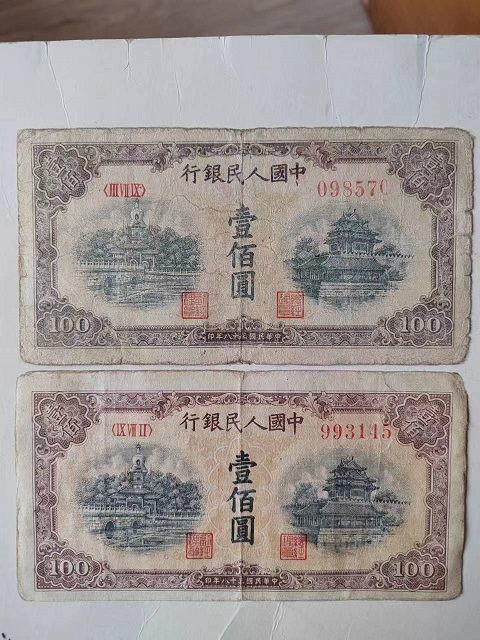 中國人民銀行
〈III VII IX〉
098570
壹佰圓
100
中華民國三十八年印
100
中國人民銀行
〈IX VII II〉
993145
壹佰圓
100
中華民國三十八年印
100